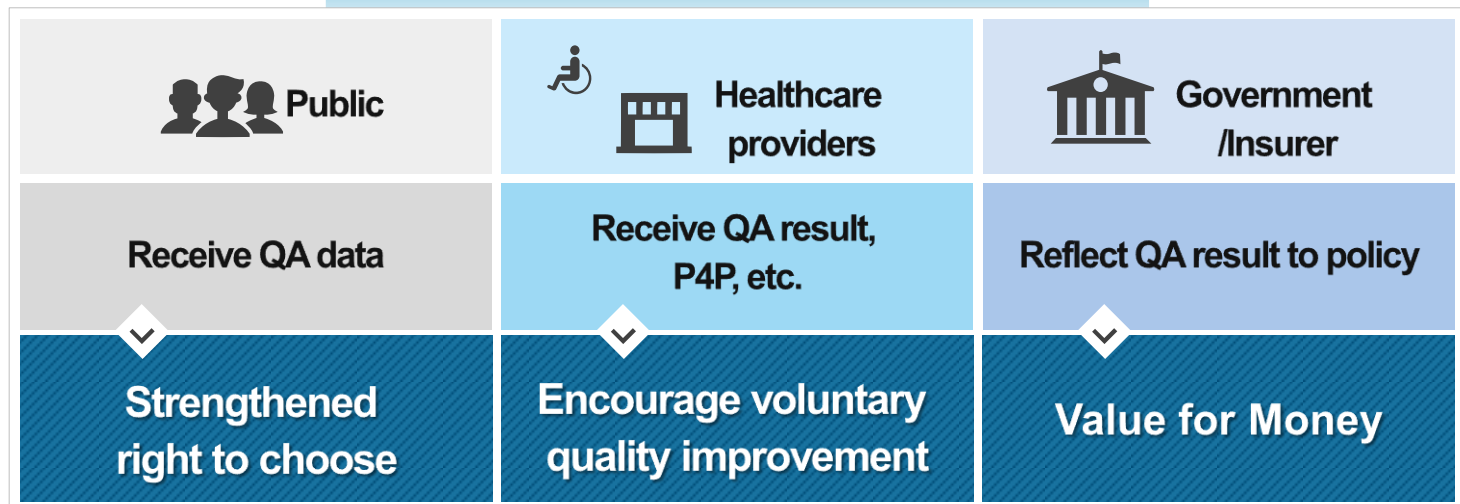 Public
Healthcare
providers
Government
/Insurer
Receive QA data
Receive QA result,
P4P, etc.
Reflect QA result to policy
Strengthened
right to choose
Encourage voluntary
quality improvement
Value for Money